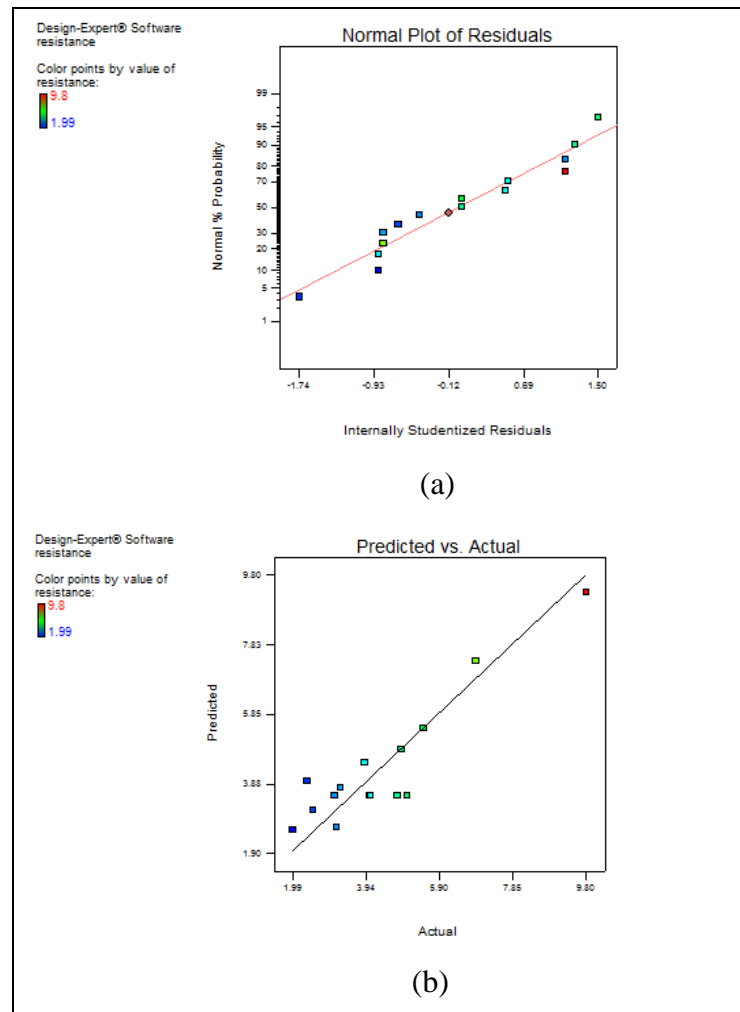 Design-Expert® Software
resistance
Color points by value of
resistance:
9.8
1.99
Normal Plot of Residuals
Normal % Probability
99
95
90
80
70
50
30
20
10
5
1
-1.74
-0.93
-0.12
0.69
1.50
Internally Studentized Residuals
(a)
Design-Expert® Software
resistance
Color points by value of
resistance:
9.8
1.99
Predicted vs. Actual
Predicted
9.80
7.83
5.85
3.88
1.90
1.99
3.94
5.90
7.85
9.80
Actual
(b)